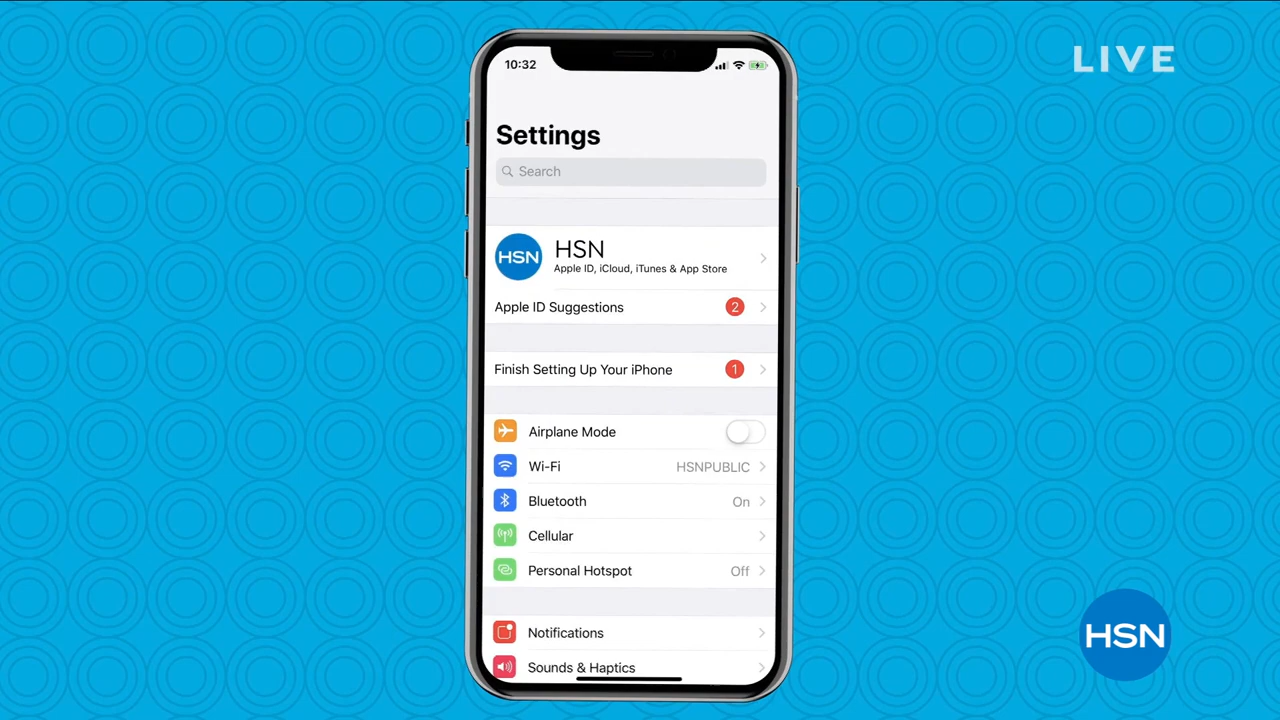 LIVE
10:32
Settings
Search
HSN
HSN
Apple ID, iCloud, iTunes & App Store
Apple ID Suggestions 2
Finish Setting Up Your iPhone 1
Airplane Mode
Wi-Fi HSNPUBLIC
Bluetooth On
Cellular
Personal Hotspot Off
Notifications
Sounds & Haptics
HSN